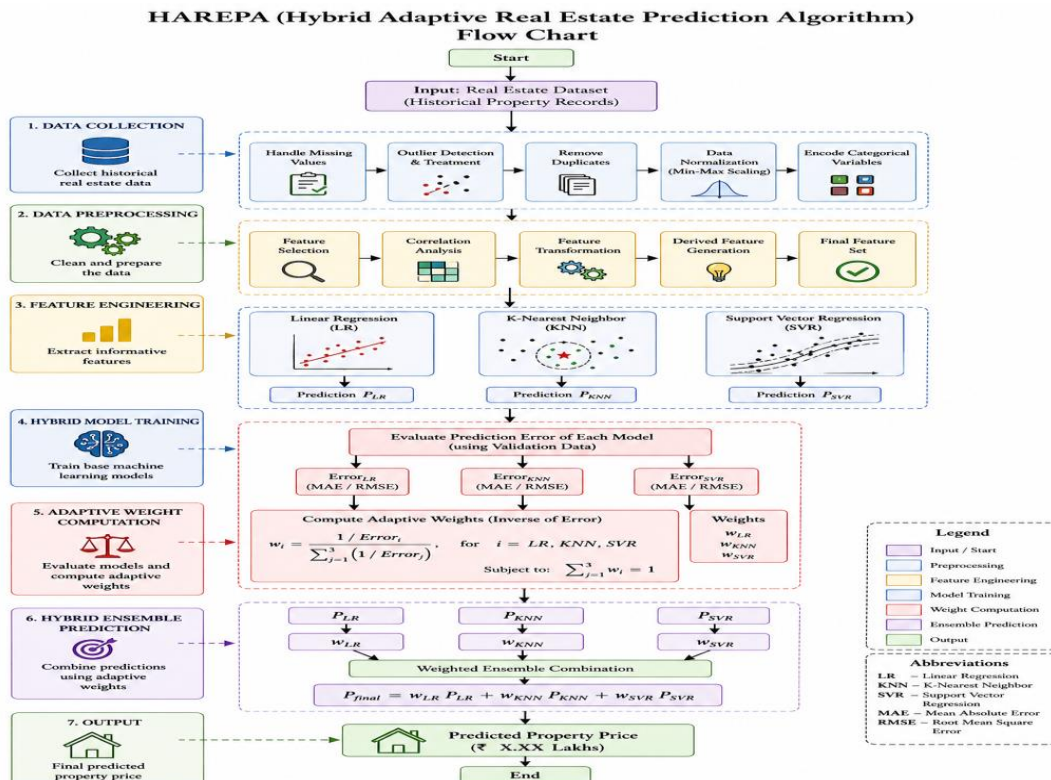 HAREPA (Hybrid Adaptive Real Estate Prediction Algorithm)
Flow Chart
Start
Input: Real Estate Dataset
(Historical Property Records)
1. DATA COLLECTION
Collect historical
real estate data
Handle Missing
Values
Outlier Detection
& Treatment
Remove
Duplicates
Data
Normalization
(Min-Max Scaling)
Encode Categorical
Variables
2. DATA PREPROCESSING
Clean and prepare
the data
Feature
Selection
Correlation
Analysis
Feature
Transformation
Derived Feature
Generation
Final Feature
Set
3. FEATURE ENGINEERING
Extract informative
features
Linear Regression
(LR)
K-Nearest Neighbor
(KNN)
Support Vector Regression
(SVR)
Prediction P_LR
Prediction P_KNN
Prediction P_SVR
4. HYBRID MODEL TRAINING
Train base machine
learning models
Evaluate Prediction Error of Each Model
(using Validation Data)
Error_LR
(MAE / RMSE)
Error_KNN
(MAE / RMSE)
Error_SVR
(MAE / RMSE)
5. ADAPTIVE WEIGHT
COMPUTATION
Evaluate models and
compute adaptive
weights
Compute Adaptive Weights (Inverse of Error)
w_i = (1 / Error_i) / (∑_{j=1}^3 (1 / Error_j)), for i = LR, KNN, SVR
Subject to: ∑_{j=1}^3 w_i = 1
Weights
w_LR
w_KNN
w_SVR
6. HYBRID ENSEMBLE
PREDICTION
Combine predictions
using adaptive
weights
P_LR
P_KNN
P_SVR
w_LR
w_KNN
w_SVR
Weighted Ensemble Combination
P_final = w_LR P_LR + w_KNN P_KNN + w_SVR P_SVR
7. OUTPUT
Final predicted
property price
Predicted Property Price
(₹ X.XX Lakhs)
End
Legend
Input / Start
Preprocessing
Feature Engineering
Model Training
Weight Computation
Ensemble Prediction
Output
Abbreviations
LR – Linear Regression
KNN – K-Nearest Neighbor
SVR – Support Vector
Regression
MAE – Mean Absolute Error
RMSE – Root Mean Square
Error